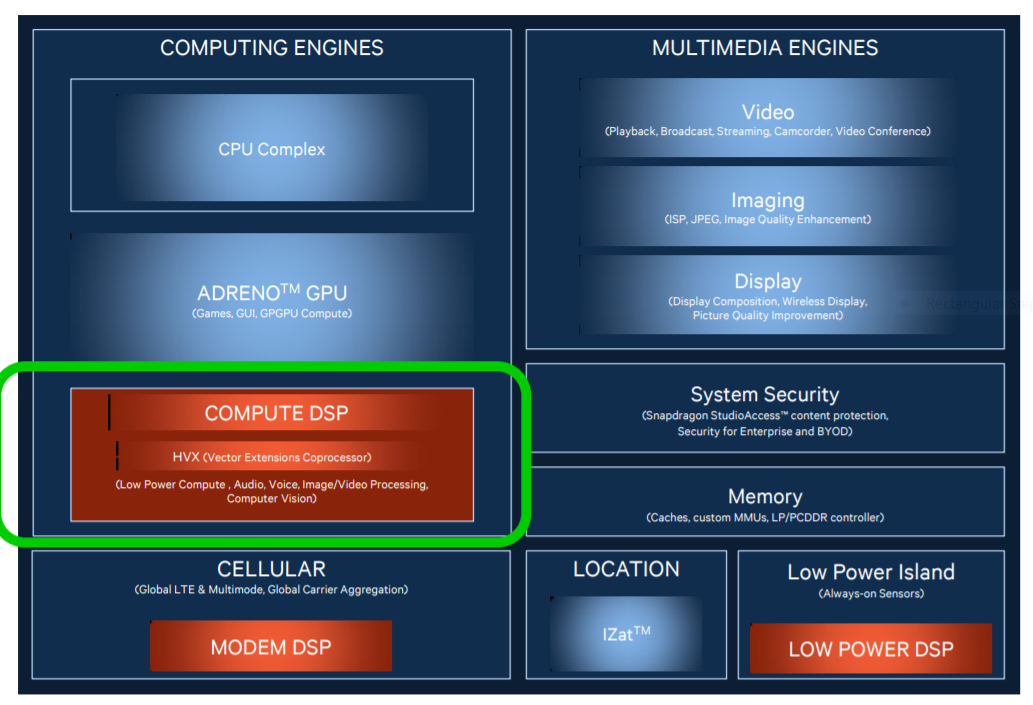 COMPUTING ENGINES
CPU Complex
ADRENO™ GPU
(Games, GUI, GPGPU Compute)
COMPUTE DSP
HVX (Vector Extensions Coprocessor)
(Low Power Compute , Audio, Voice, Image/Video Processing,
Computer Vision)
MULTIMEDIA ENGINES
Video
(Playback, Broadcast, Streaming, Camcorder, Video Conference)
Imaging
(ISP, JPEG, Image Quality Enhancement)
Display
(Display Composition, Wireless Display,
Picture Quality Improvement)
Rectangular Snip
System Security
(Snapdragon StudioAccess™ content protection,
Security for Enterprise and BYOD)
Memory
(Caches, custom MMUs, LP/PCDDR controller)
CELLULAR
(Global LTE & Multimode, Global Carrier Aggregation)
MODEM DSP
LOCATION
IZat™
Low Power Island
(Always-on Sensors)
LOW POWER DSP